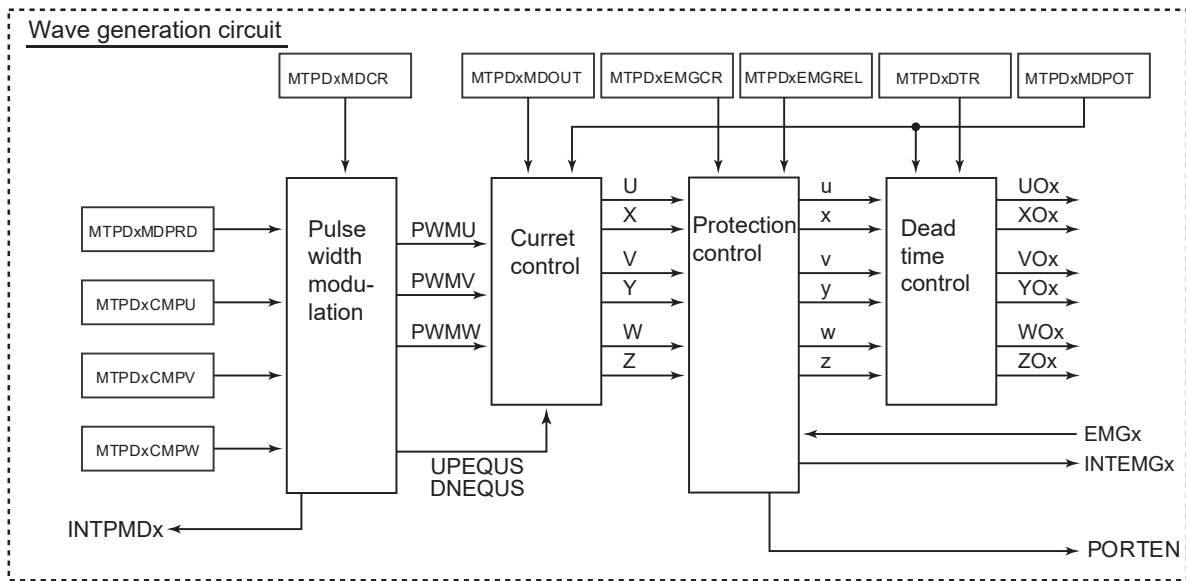 Wave generation circuit
MTPDxMDCR
MTPDxMDOUT
MTPDxEMGCR
MTPDxEMGREL
MTPDxDTR
MTPDxMDPOT
MTPDxMDPRD
MTPDxCMPU
MTPDxCMPV
MTPDxCMPW
Pulse
width
modu-
lation
PWMU
PWMV
PWMW
UPEQUS
DNEQUS
INTPMDx
Curret
control
U
X
V
Y
W
Z
Protection
control
u
x
v
y
w
z
Dead
time
control
UOx
XOx
VOx
YOx
WOx
ZOx
EMGx
INTEMGx
PORTEN